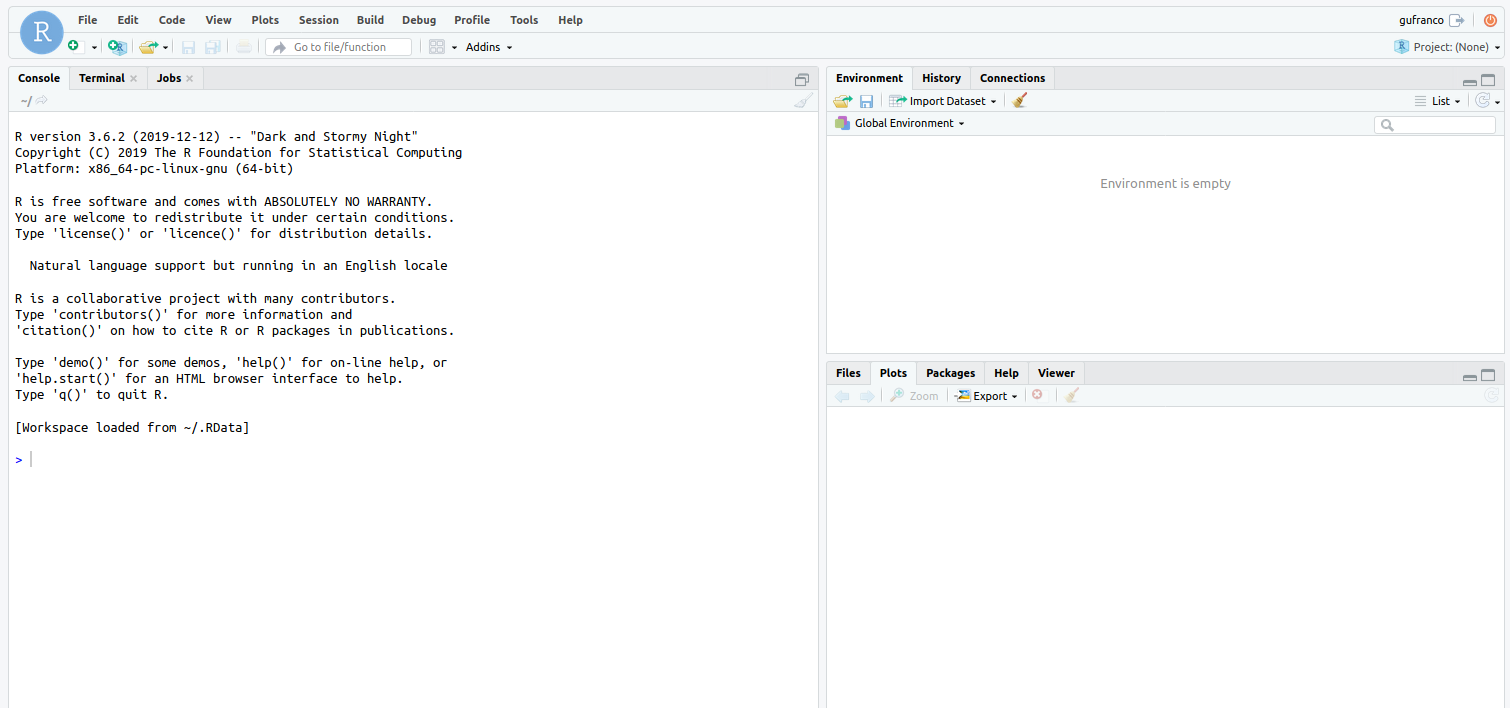 R
File Edit Code View Plots Session Build Debug Profile Tools Help
gufranco
R
Go to file/function
Addins
R Project: (None)
Console Terminal Jobs
~/
R version 3.6.2 (2019-12-12) -- "Dark and Stormy Night"
Copyright (C) 2019 The R Foundation for Statistical Computing
Platform: x86_64-pc-linux-gnu (64-bit)
R is free software and comes with ABSOLUTELY NO WARRANTY.
You are welcome to redistribute it under certain conditions.
Type 'license()' or 'licence()' for distribution details.
Natural language support but running in an English locale
R is a collaborative project with many contributors.
Type 'contributors()' for more information and
'citation()' on how to cite R or R packages in publications.
Type 'demo()' for some demos, 'help()' for on-line help, or
'help.start()' for an HTML browser interface to help.
Type 'q()' to quit R.
[Workspace loaded from ~/.RData]
>
Environment History Connections
Import Dataset
List
Global Environment
Environment is empty
Files Plots Packages Help Viewer
Zoom Export